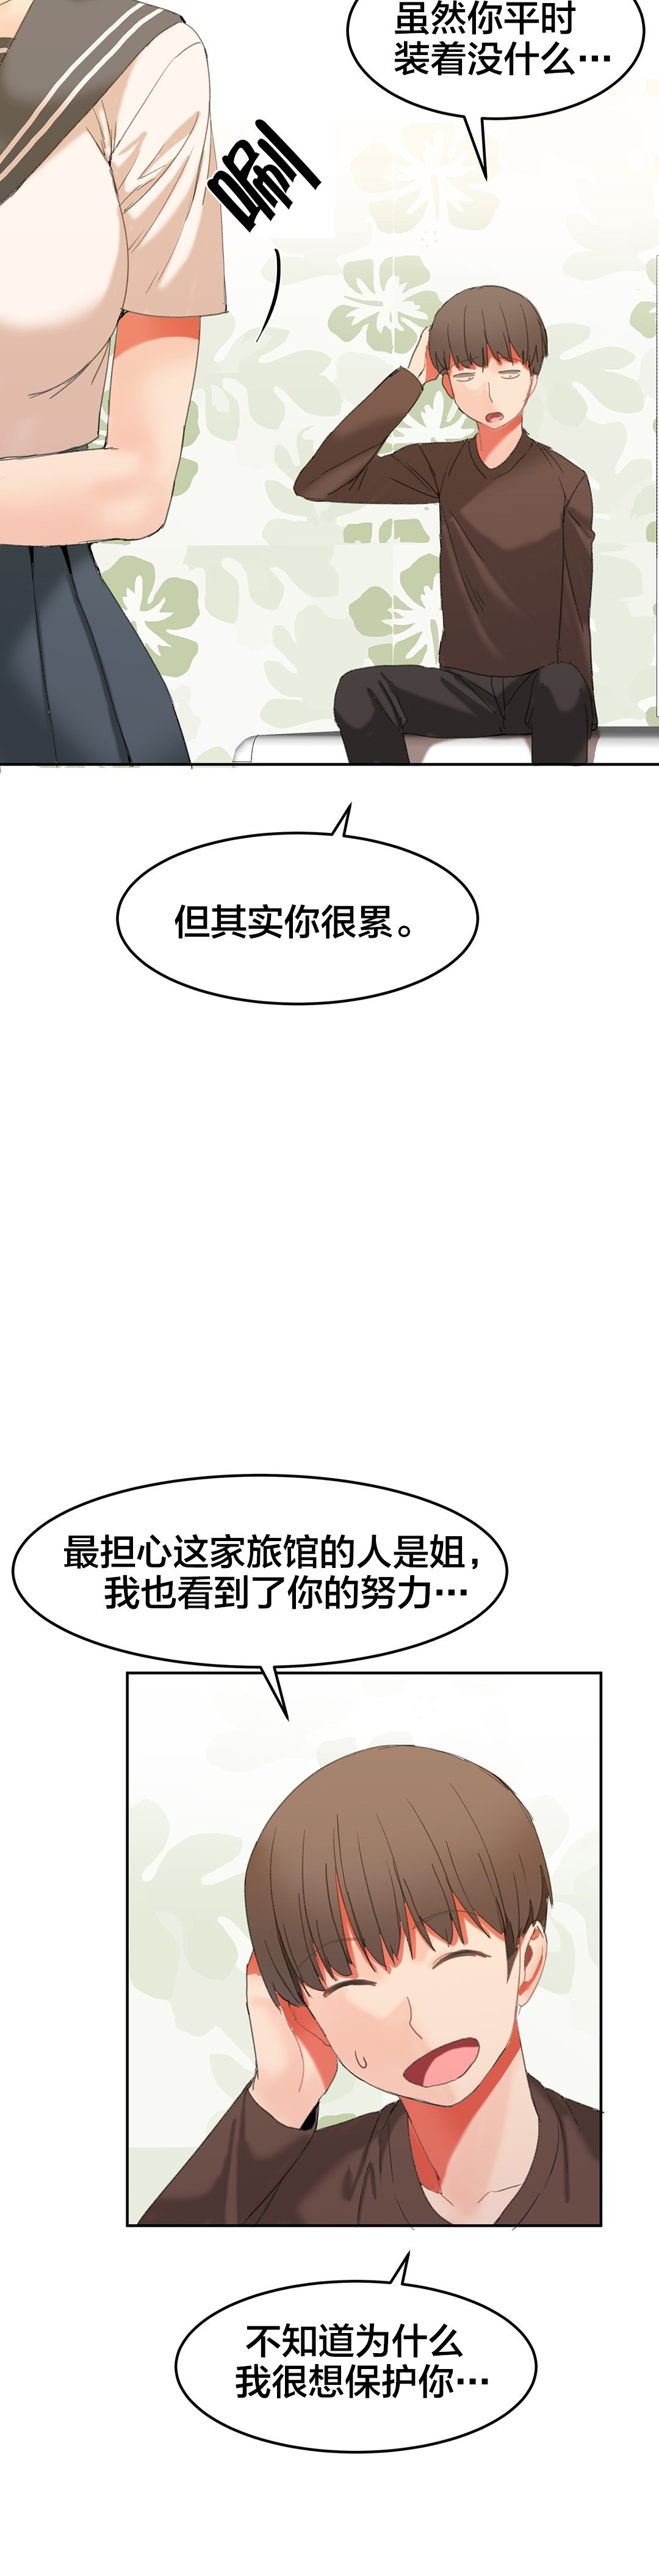 虽然你平时
装着没什么…
唰
但其实你很累。
最担心这家旅馆的人是姐，
我也看到了你的努力…
不知道为什么
我很想保护你…